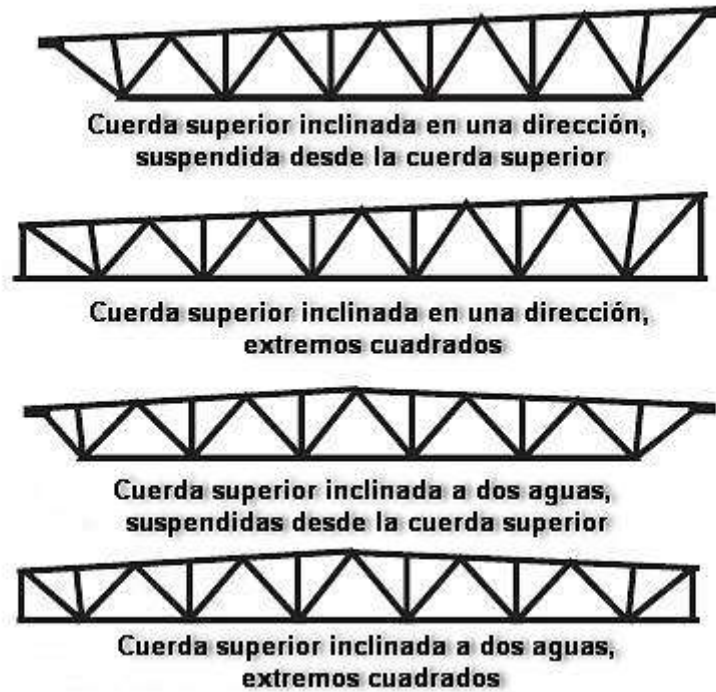 Cuerda superior inclinada en una dirección,
suspendida desde la cuerda superior
Cuerda superior inclinada en una dirección,
extremos cuadrados
Cuerda superior inclinada a dos aguas,
suspendidas desde la cuerda superior
Cuerda superior inclinada a dos aguas,
extremos cuadrados